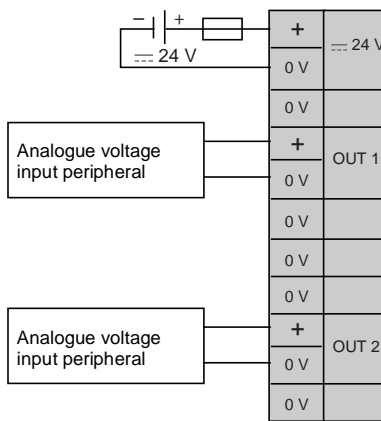 − +
⎓ 24 V
+
⎓ 24 V
0 V
0 V
Analogue voltage
input peripheral
+
OUT 1
0 V
0 V
0 V
0 V
Analogue voltage
input peripheral
+
OUT 2
0 V
0 V